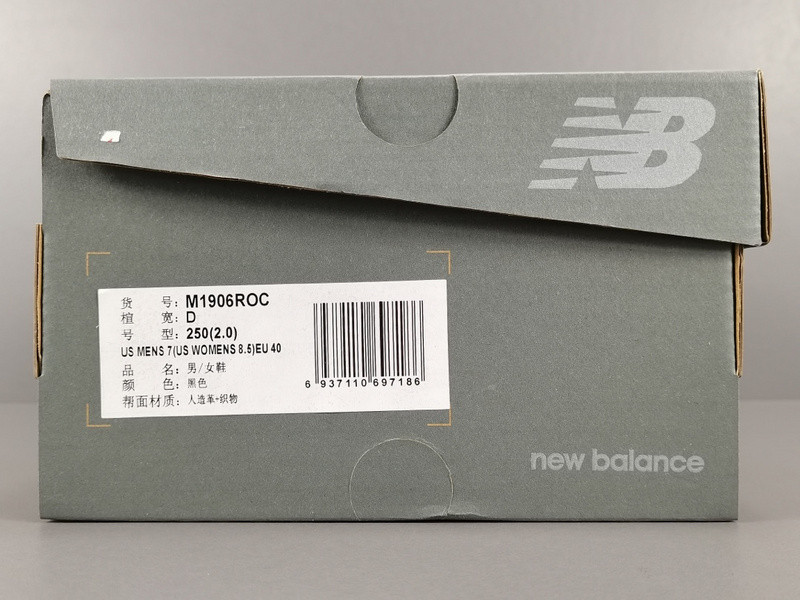 NB
货 号：M1906ROC
楦 宽：D
号 型：250(2.0)
US MENS 7(US WOMENS 8.5)EU 40
品 名：男/女鞋
颜 色：黑色
帮面材质：人造革+织物
6 937110 697186
new balance